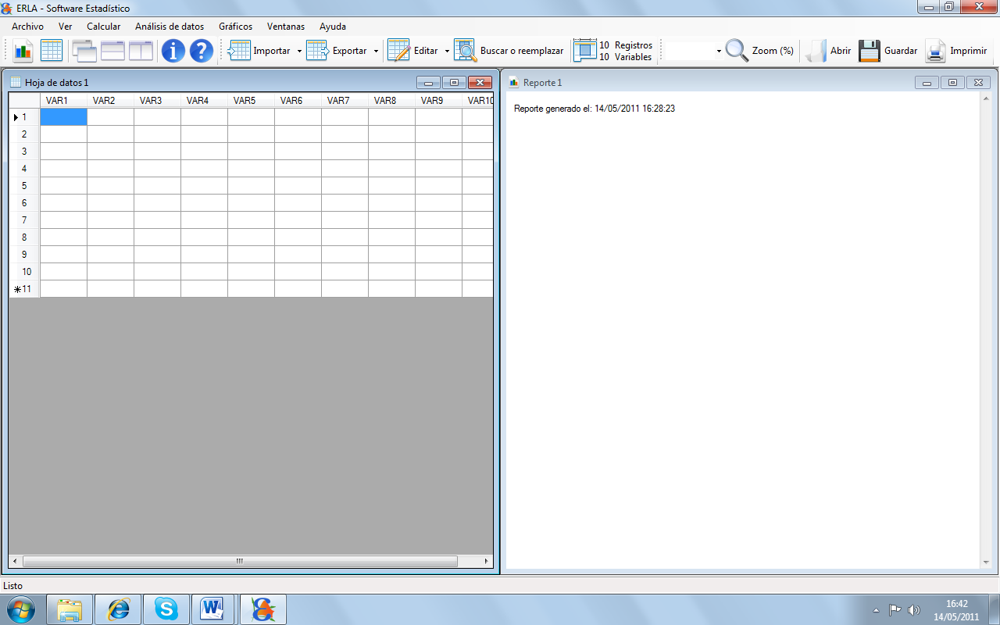 ERLA - Software Estadístico
Archivo Ver Calcular Análisis de datos Gráficos Ventanas Ayuda
Importar Exportar Editar Buscar o reemplazar 10 Registros Zoom (%) Abrir Guardar Imprimir
10 Variables
Hoja de datos 1
VAR1 VAR2 VAR3 VAR4 VAR5 VAR6 VAR7 VAR8 VAR9 VAR10
1
2
3
4
5
6
7
8
9
10
11
Reporte 1
Reporte generado el: 14/05/2011 16:28:23
Listo
16:42
14/05/2011